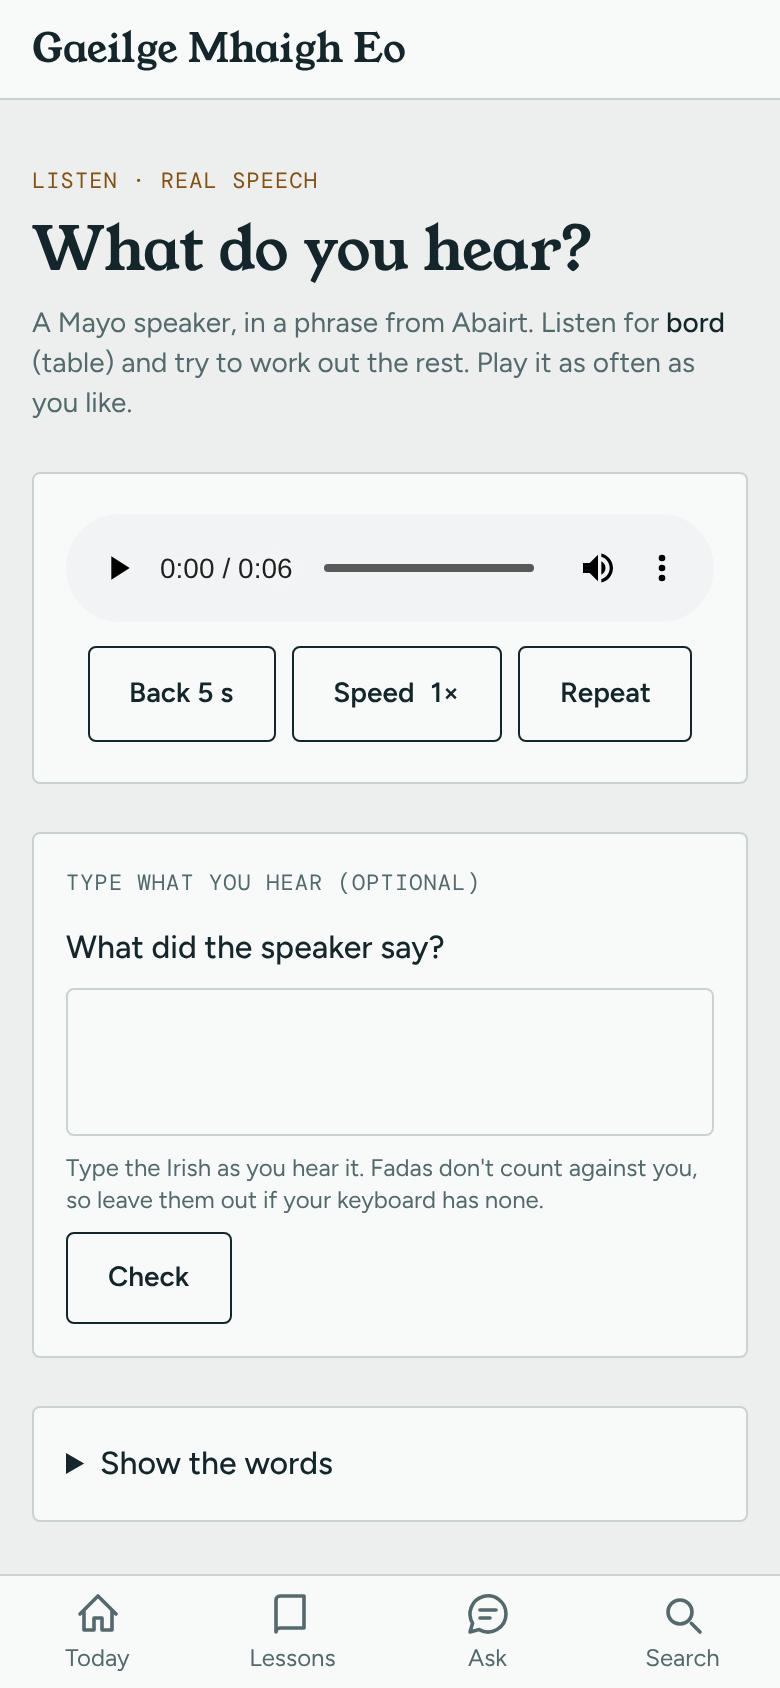 Gaeilge Mhaigh Eo
LISTEN · REAL SPEECH
What do you hear?
A Mayo speaker, in a phrase from Abairt. Listen for bord
(table) and try to work out the rest. Play it as often as
you like.
0:00 / 0:06
Back 5 s
Speed 1×
Repeat
TYPE WHAT YOU HEAR (OPTIONAL)
What did the speaker say?
Type the Irish as you hear it. Fadas don't count against you,
so leave them out if your keyboard has none.
Check
Show the words
Today
Lessons
Ask
Search